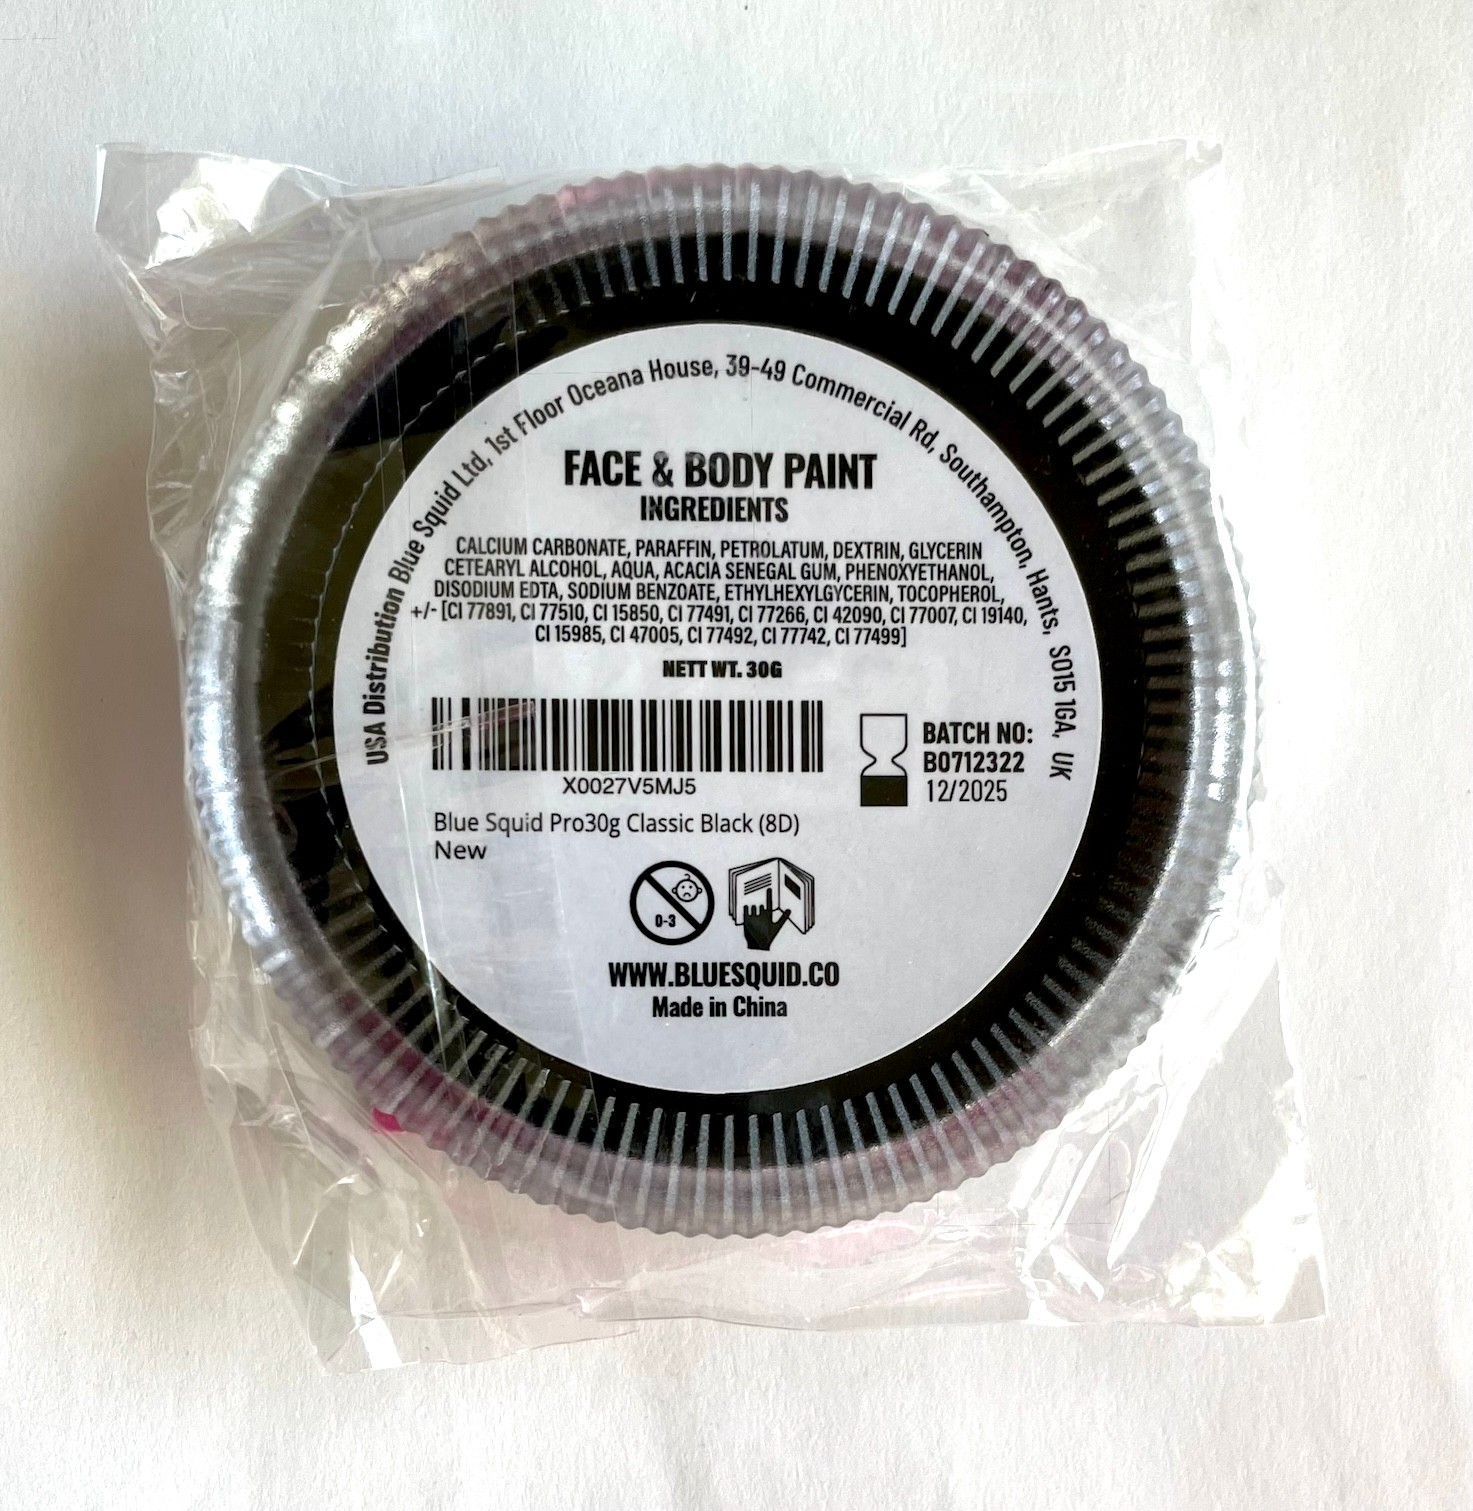 USA Distribution Blue Squid Ltd, 1st Floor Oceana House, 39-49 Commercial Rd, Southampton, Hants, SO15 1GA, UK
FACE & BODY PAINT
INGREDIENTS
CALCIUM CARBONATE, PARAFFIN, PETROLATUM, DEXTRIN, GLYCERIN
CETEARYL ALCOHOL, AQUA, ACACIA SENEGAL GUM, PHENOXYETHANOL,
DISODIUM EDTA, SODIUM BENZOATE, ETHYLHEXYLGYCERIN, TOCOPHEROL,
+/- [CI 77891, CI 77510, CI 15850, CI 77491, CI 77266, CI 42090, CI 77007, CI 19140,
CI 15985, CI 47005, CI 77492, CI 77742, CI 77499]
NETT WT. 30G
X0027V5MJ5
Blue Squid Pro30g Classic Black (8D)
New
BATCH NO:
B0712322
12/2025
0-3
WWW.BLUESQUID.CO
Made in China